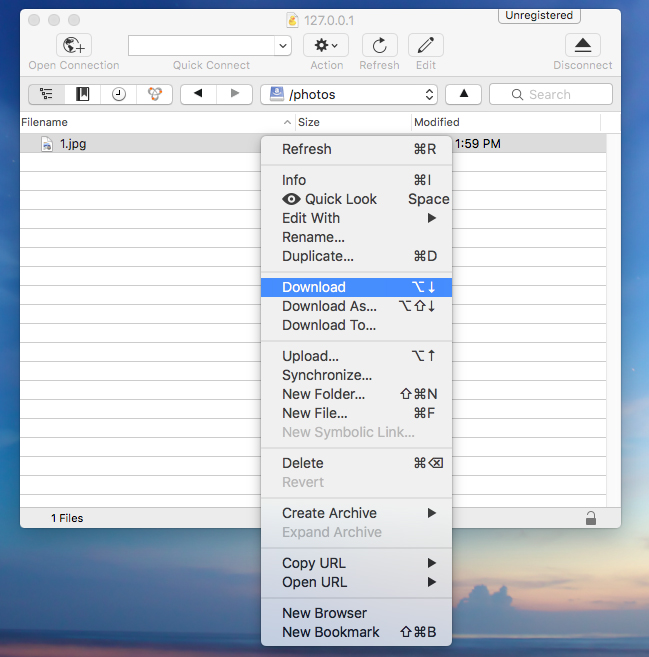 127.0.0.1
Unregistered
Open Connection
Quick Connect
Action
Refresh
Edit
Disconnect
/photos
Search
Filename Size Modified
1.jpg 1:59 PM
Refresh ⌘R
Info ⌘I
Quick Look Space
Edit With ▶
Rename...
Duplicate... ⌘D
Download ⌥↓
Download As... ⌥⇧↓
Download To...
Upload... ⌥↑
Synchronize...
New Folder... ⇧⌘N
New File... ⌘F
New Symbolic Link...
Delete ⌘⌫
Revert
Create Archive ▶
Expand Archive
Copy URL ▶
Open URL ▶
New Browser
New Bookmark ⇧⌘B
1 Files